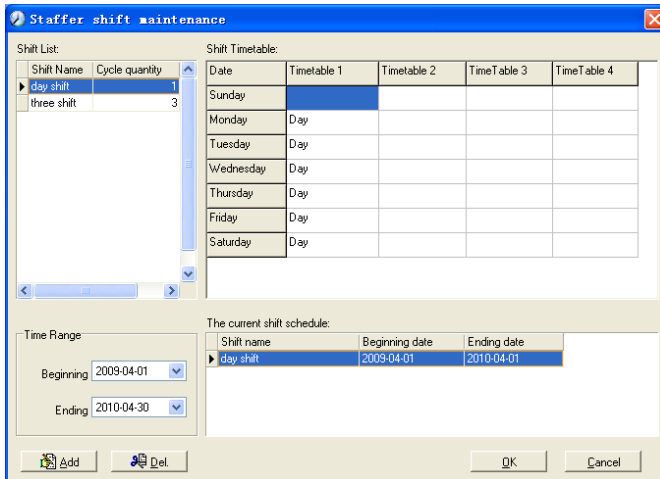 Staffer shift maintenance
Shift List:
Shift Name Cycle quantity
day shift 1
three shift 3
Shift Timetable:
Date Timetable 1 Timetable 2 TimeTable 3 TimeTable 4
Sunday
Monday Day
Tuesday Day
Wednesday Day
Thursday Day
Friday Day
Saturday Day
Time Range
Beginning 2009-04-01
Ending 2010-04-30
The current shift schedule:
Shift name Beginning date Ending date
day shift 2009-04-01 2010-04-01
Add Del. OK Cancel